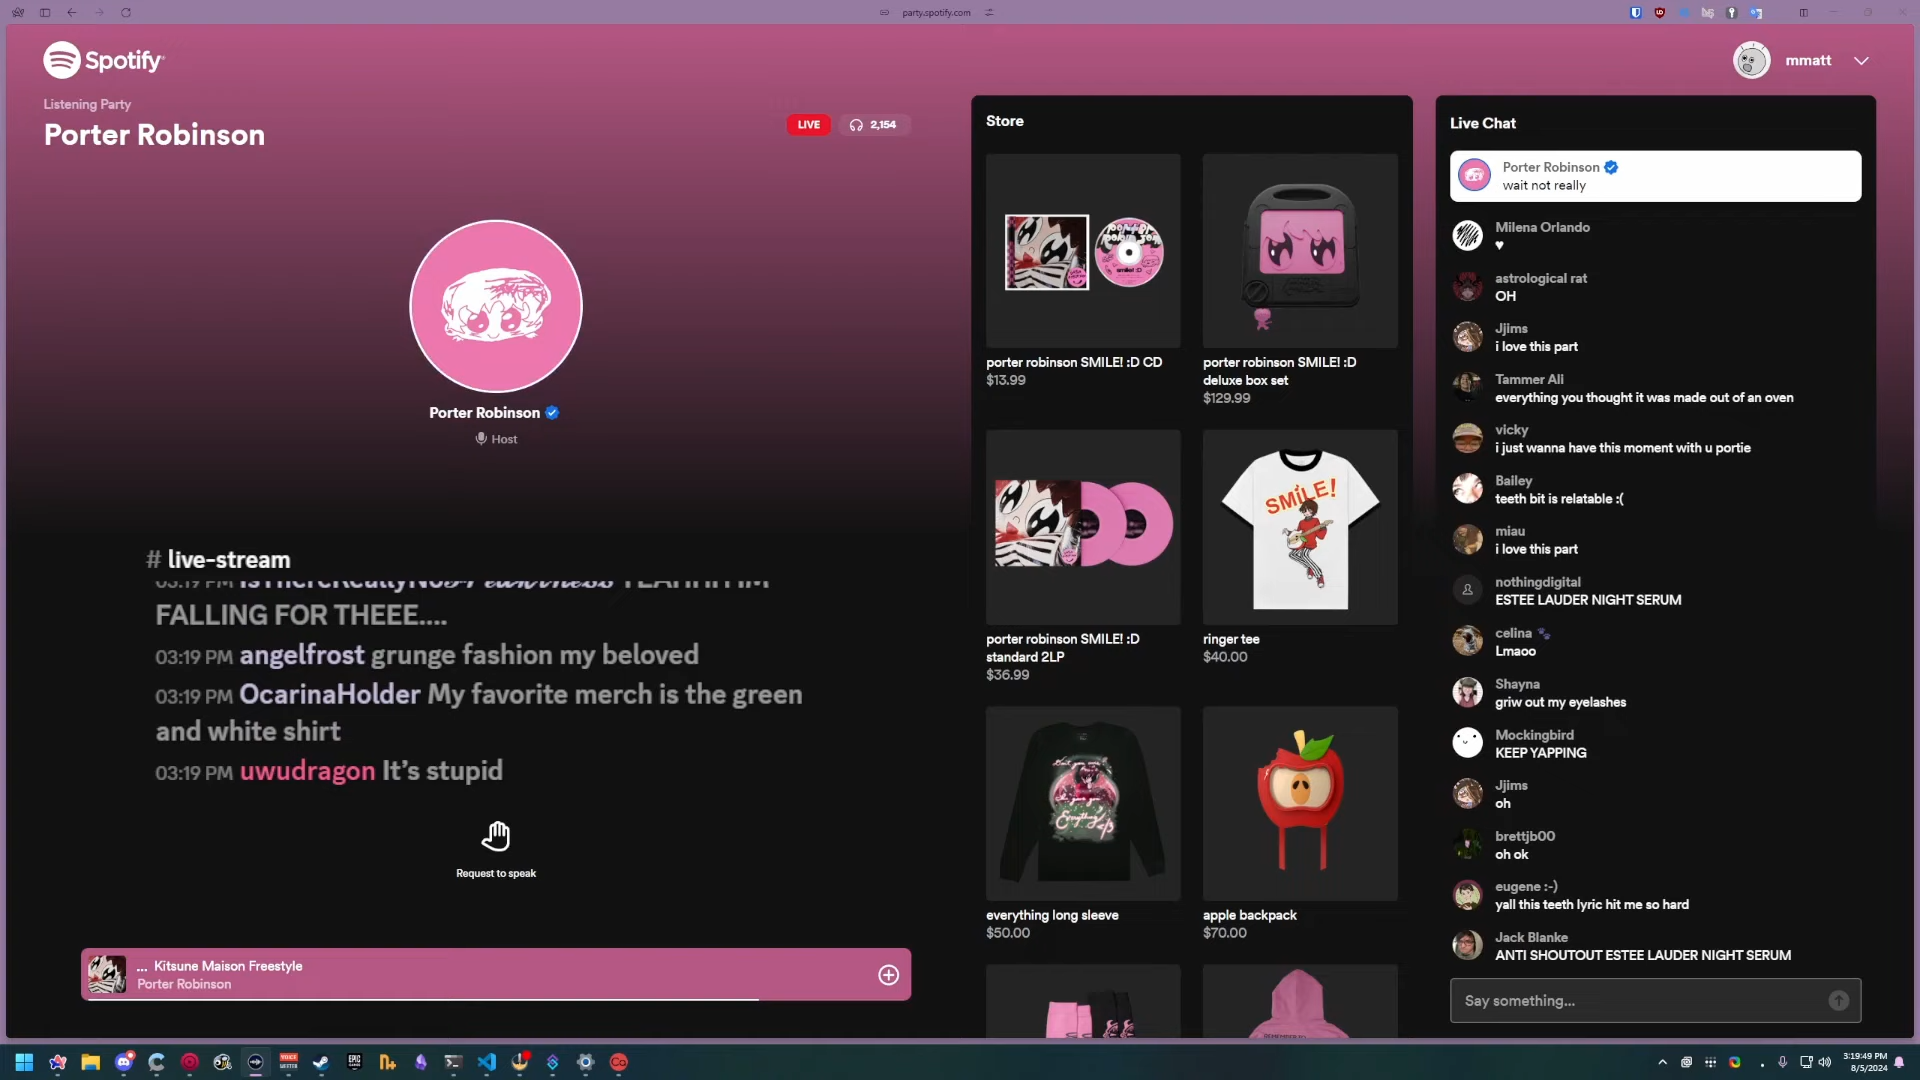 party.spotify.com
Spotify
mmatt
Listening Party
Porter Robinson
LIVE
2,154
Porter Robinson
Host
# live-stream
FALLING FOR THEEE....
03:19 PM angelfrost grunge fashion my beloved
03:19 PM OcarinaHolder My favorite merch is the green
and white shirt
03:19 PM uwudragon It's stupid
Request to speak
... Kitsune Maison Freestyle
Porter Robinson
Store
porter robinson SMILE! :D CD
$13.99
porter robinson SMILE! :D
deluxe box set
$129.99
porter robinson SMILE! :D
standard 2LP
$36.99
SMiLE!
ringer tee
$40.00
everything long sleeve
$50.00
apple backpack
$70.00
Live Chat
Porter Robinson
wait not really
Milena Orlando
♥
astrological rat
OH
Jjims
i love this part
Tammer Ali
everything you thought it was made out of an oven
vicky
i just wanna have this moment with u portie
Bailey
teeth bit is relatable :(
miau
i love this part
nothingdigital
ESTEE LAUDER NIGHT SERUM
celina 🐾
Lmaoo
Shayna
griw out my eyelashes
Mockingbird
KEEP YAPPING
Jjims
oh
brettjb00
oh ok
eugene :-)
yall this teeth lyric hit me so hard
Jack Blanke
ANTI SHOUTOUT ESTEE LAUDER NIGHT SERUM
Say something...
3:19:49 PM
8/5/2024